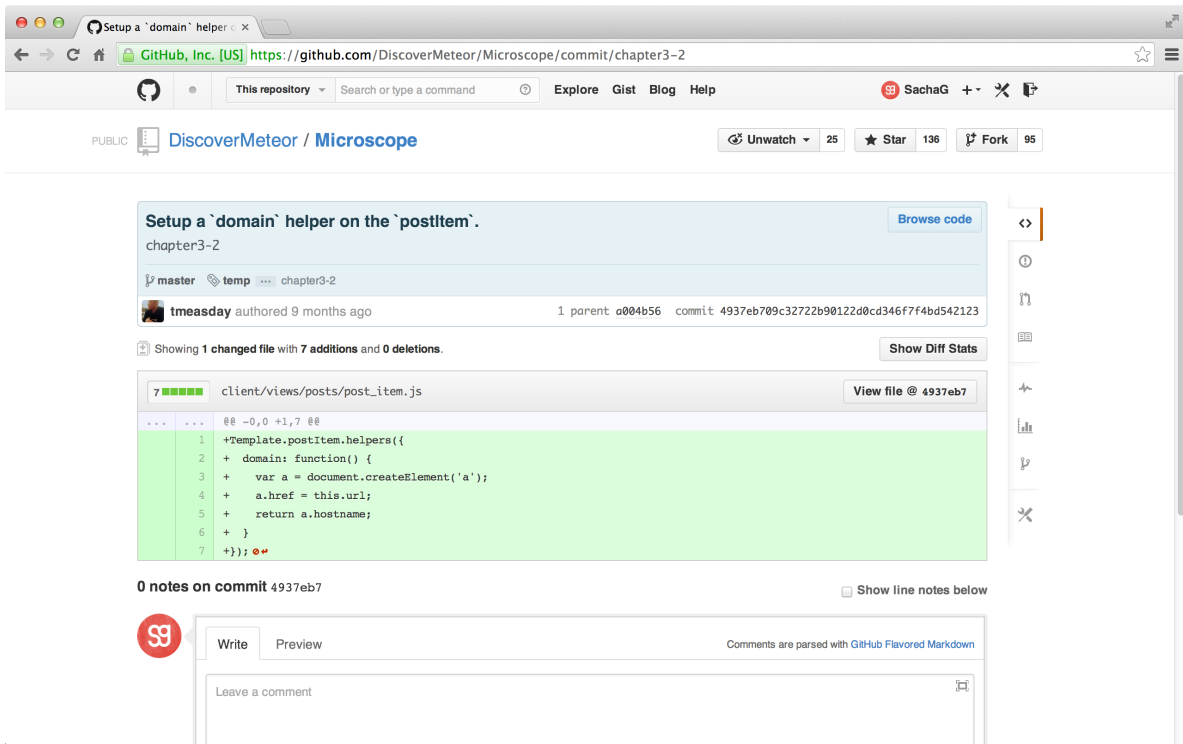 Setup a `domain` helper o
GitHub, Inc. [US] https://github.com/DiscoverMeteor/Microscope/commit/chapter3-2
This repository Search or type a command Explore Gist Blog Help SachaG
PUBLIC DiscoverMeteor / Microscope Unwatch 25 Star 136 Fork 95
Setup a `domain` helper on the `postItem`. Browse code
chapter3-2
master temp ... chapter3-2
tmeasday authored 9 months ago 1 parent a004b56 commit 4937eb709c32722b90122d0cd346f7f4bd542123
Showing 1 changed file with 7 additions and 0 deletions. Show Diff Stats
7 client/views/posts/post_item.js View file @ 4937eb7
... ... @@ -0,0 +1,7 @@
1 +Template.postItem.helpers({
2 +  domain: function() {
3 +    var a = document.createElement('a');
4 +    a.href = this.url;
5 +    return a.hostname;
6 +  }
7 +});
0 notes on commit 4937eb7 Show line notes below
sg Write Preview Comments are parsed with GitHub Flavored Markdown
Leave a comment